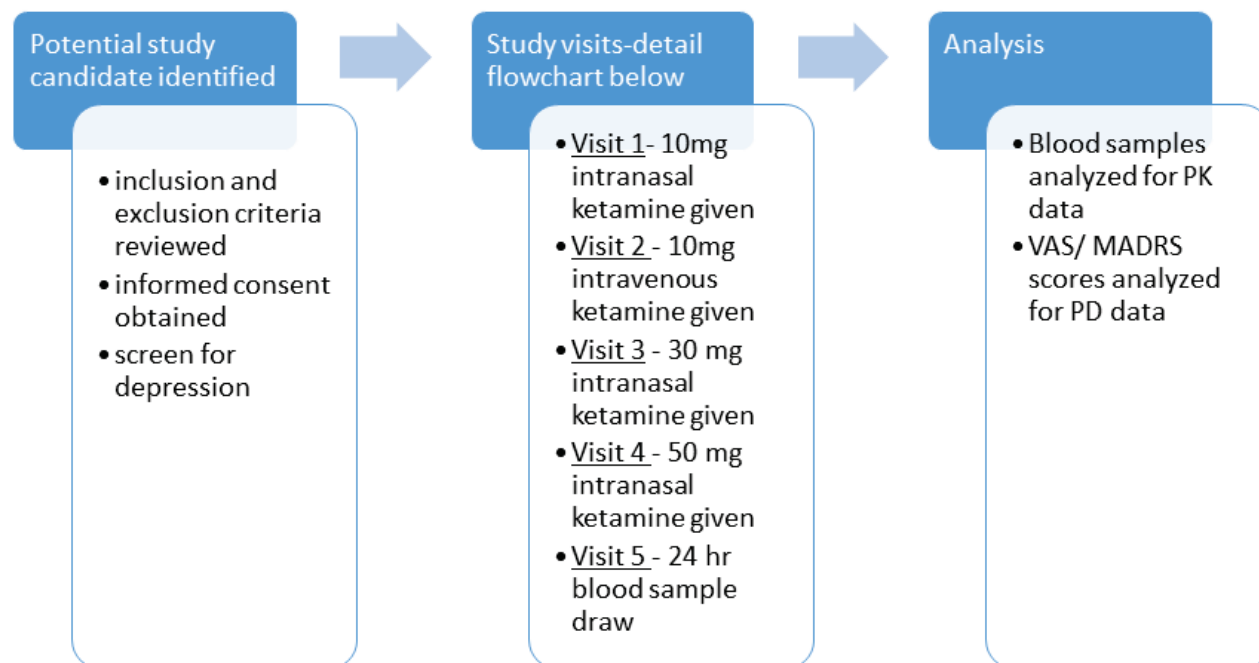 Potential study
candidate identified
• inclusion and
exclusion criteria
reviewed
• informed consent
obtained
• screen for
depression
Study visits-detail
flowchart below
• Visit 1- 10mg
intranasal
ketamine given
• Visit 2 - 10mg
intravenous
ketamine given
• Visit 3 - 30 mg
intranasal
ketamine given
• Visit 4 - 50 mg
intranasal
ketamine given
• Visit 5 - 24 hr
blood sample
draw
Analysis
• Blood samples
analyzed for PK
data
• VAS/ MADRS
scores analyzed
for PD data